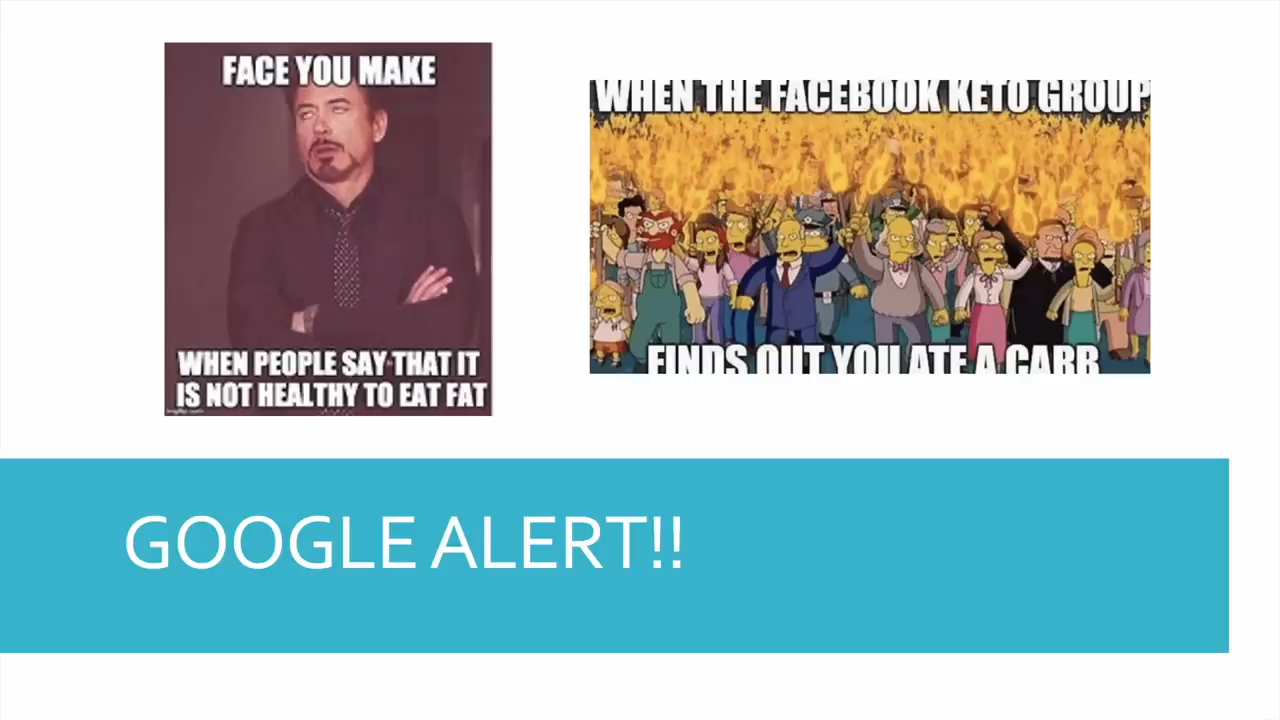 FACE YOU MAKE
WHEN PEOPLE SAY THAT IT
IS NOT HEALTHY TO EAT FAT
WHEN THE FACEBOOK KETO GROUP
FINDS OUT YOU ATE A CARB
GOOGLE ALERT!!